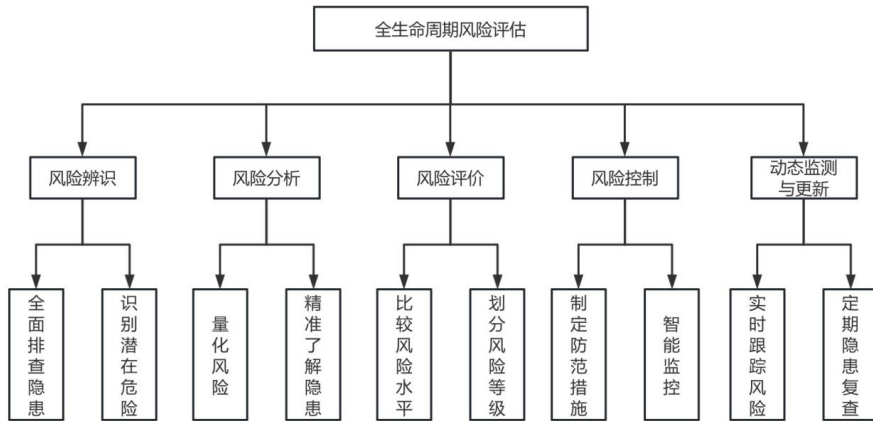 全生命周期风险评估
风险辨识
风险分析
风险评价
风险控制
动态监测
与更新
全面排查隐患
识别潜在危险
量化风险
精准了解隐患
比较风险水平
划分风险等级
制定防范措施
智能监控
实时跟踪风险
定期隐患复查